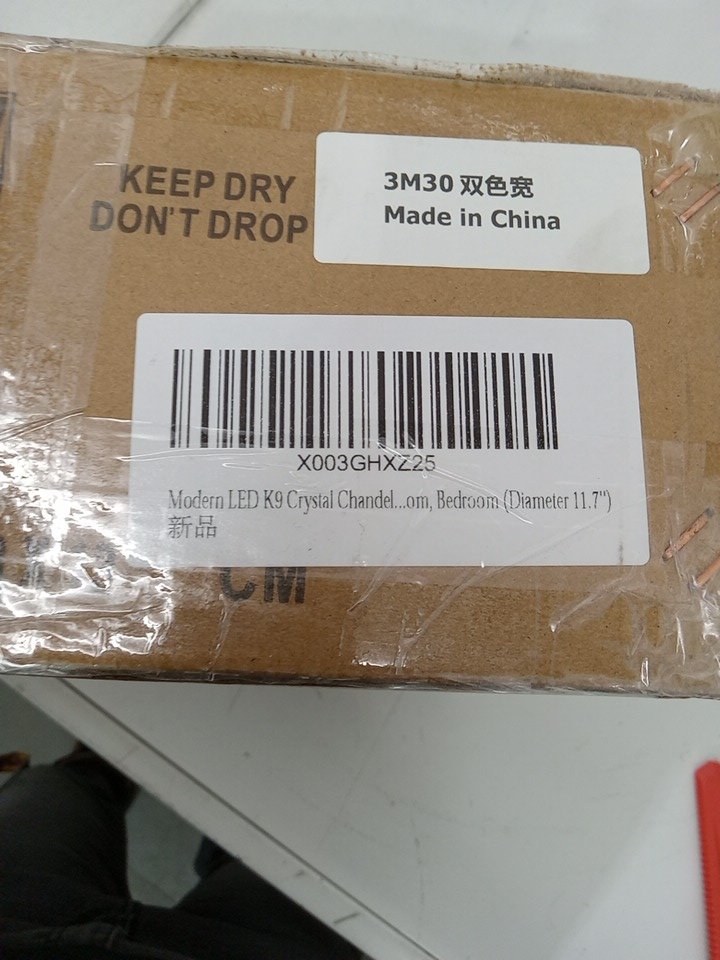 KEEP DRY
DON'T DROP
3M30 双色宽
Made in China
X003GHXZ25
Modern LED K9 Crystal Chandel...om, Bedroom (Diameter 11.7")
新品
CM